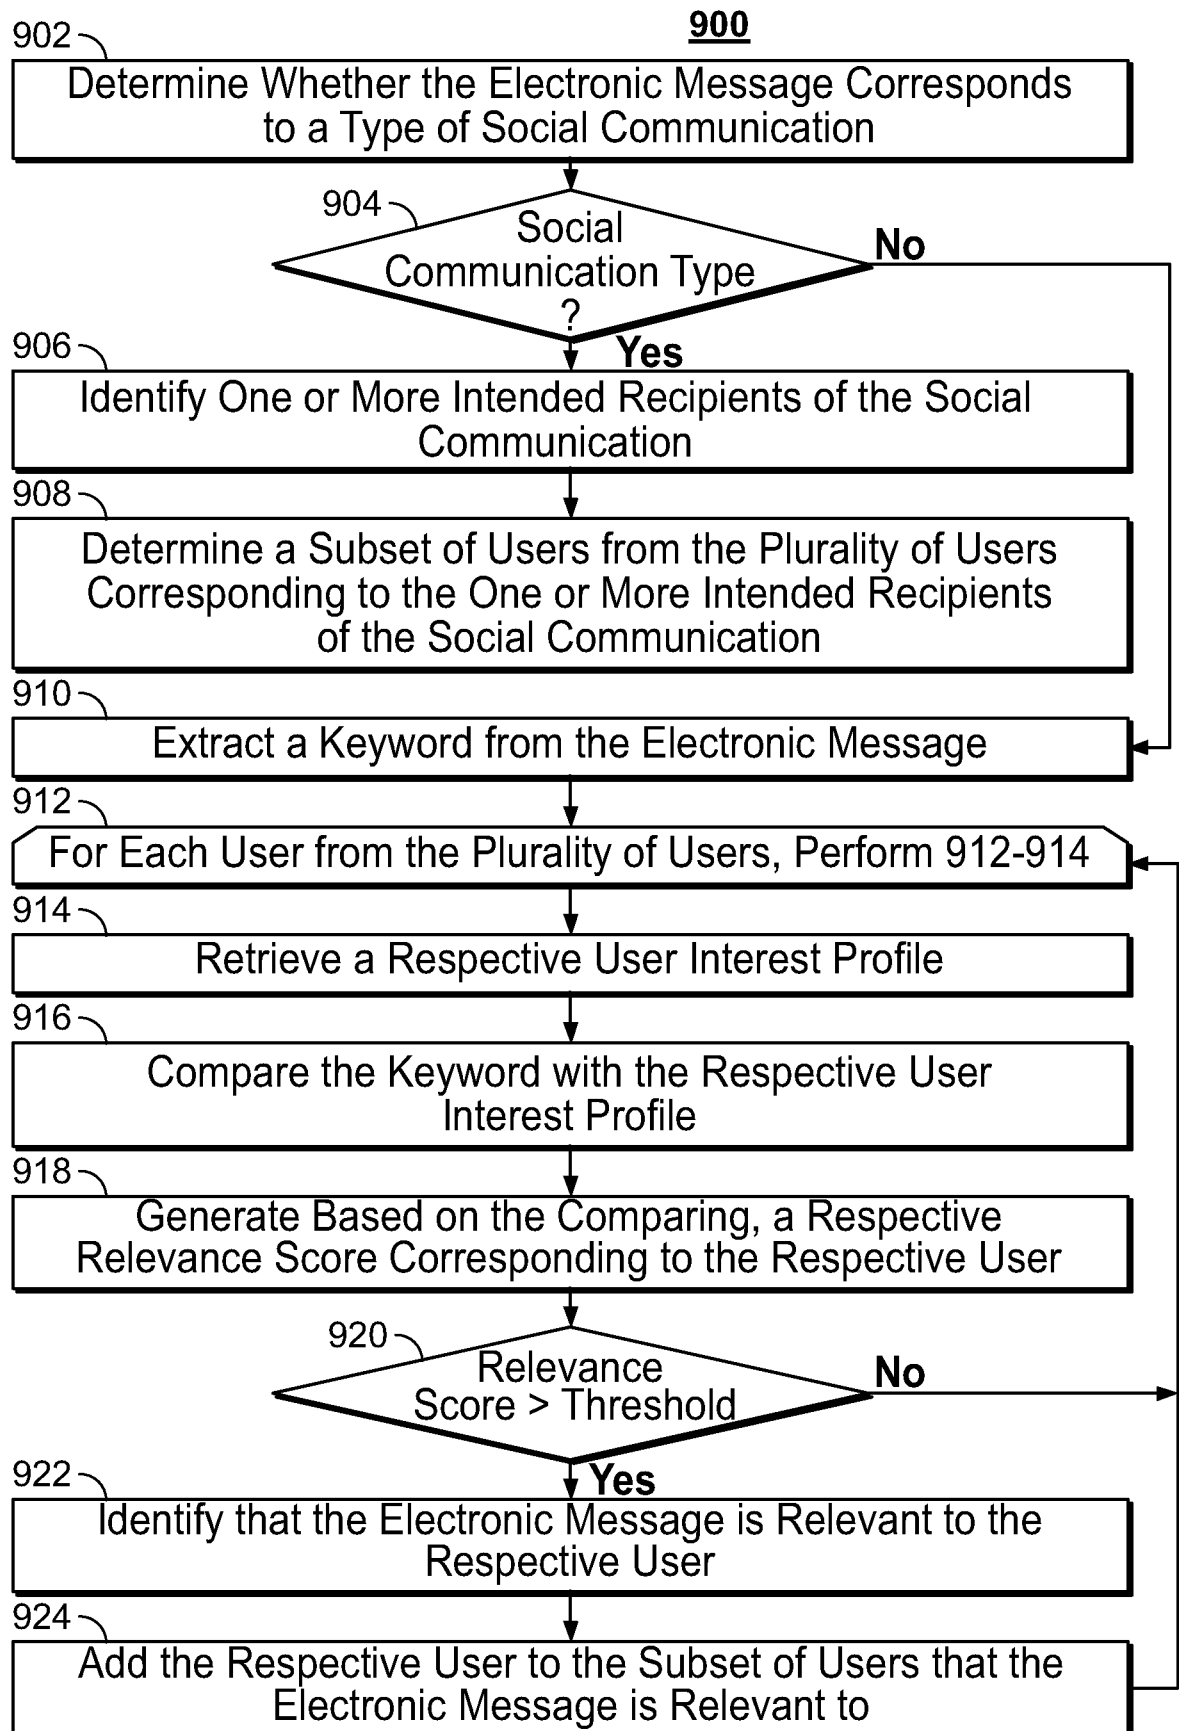 900
902
Determine Whether the Electronic Message Corresponds
to a Type of Social Communication
904
Social
Communication Type
?
No
Yes
906
Identify One or More Intended Recipients of the Social
Communication
908
Determine a Subset of Users from the Plurality of Users
Corresponding to the One or More Intended Recipients
of the Social Communication
910
Extract a Keyword from the Electronic Message
912
For Each User from the Plurality of Users, Perform 912-914
914
Retrieve a Respective User Interest Profile
916
Compare the Keyword with the Respective User
Interest Profile
918
Generate Based on the Comparing, a Respective
Relevance Score Corresponding to the Respective User
920
Relevance
Score > Threshold
No
Yes
922
Identify that the Electronic Message is Relevant to the
Respective User
924
Add the Respective User to the Subset of Users that the
Electronic Message is Relevant to